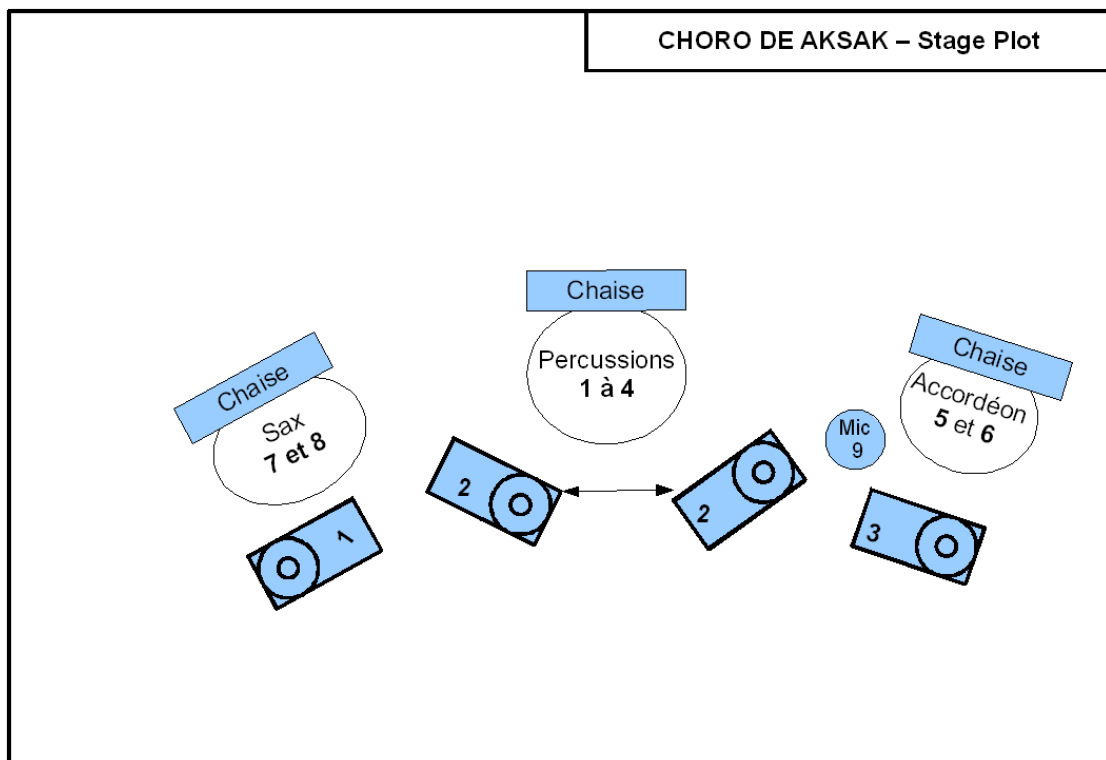 CHORO DE AKSAK – Stage Plot
Chaise
Percussions
1 à 4
Chaise
Sax
7 et 8
Chaise
Accordéon
5 et 6
Mic
9
1
2
2
3